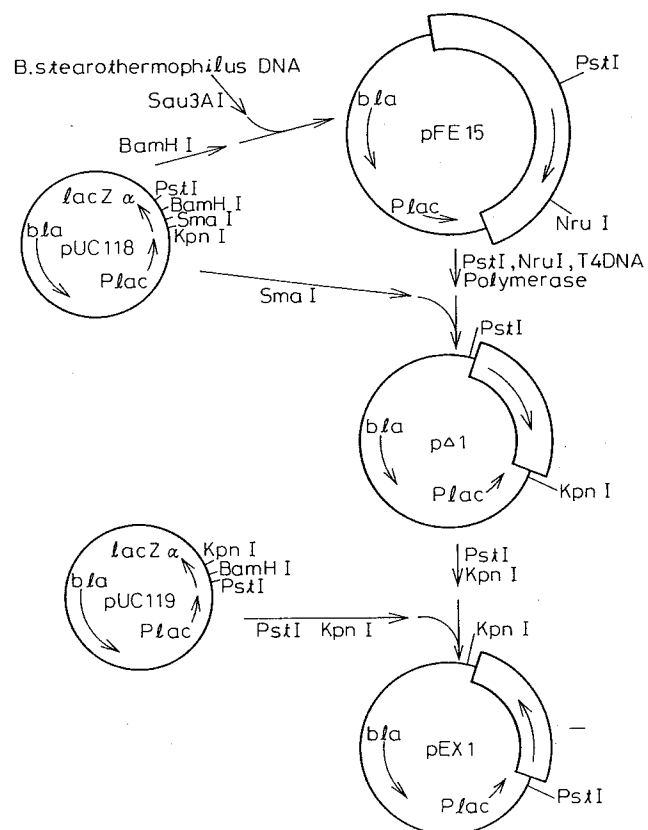 B.stearothermophilus DNA
Sau3AI
BamH I
PstI
bla
pFE15
Plac
Nru I
lacZ α
PstI
BamH I
Sma I
Kpn I
bla
pUC118
Plac
Sma I
PstI, NruI, T4DNA
Polymerase
PstI
bla
pΔ1
Plac
Kpn I
PstI
Kpn I
lacZ α
Kpn I
BamH I
PstI
bla
pUC119
Plac
PstI Kpn I
Kpn I
bla
pEX1
Plac
PstI